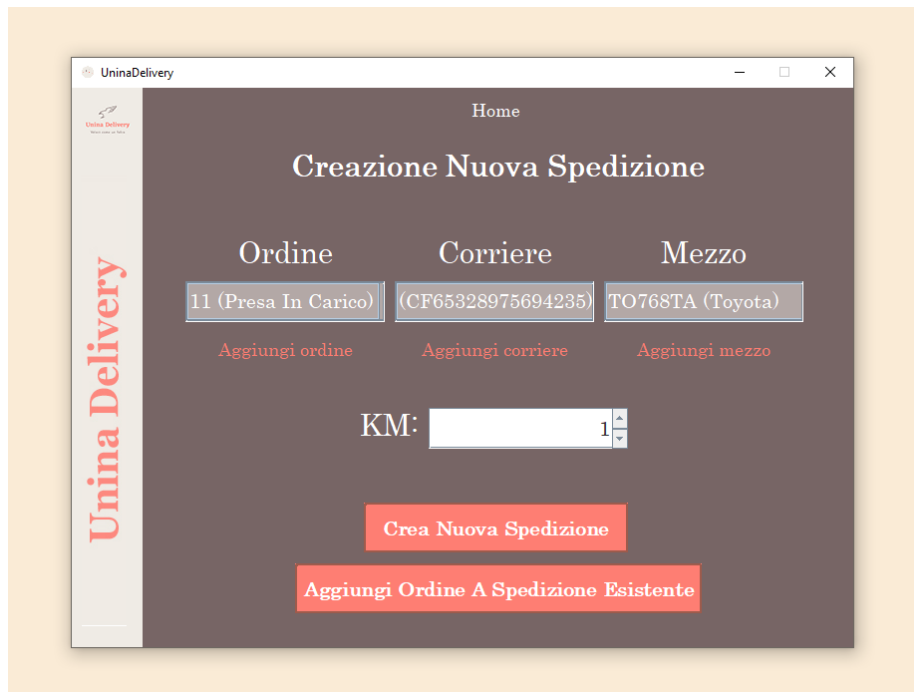 UninaDelivery
Unina Delivery
Home
Creazione Nuova Spedizione
Ordine Corriere Mezzo
11 (Presa In Carico) (CF65328975694235) TO768TA (Toyota)
Aggiungi ordine Aggiungi corriere Aggiungi mezzo
KM: 1
Crea Nuova Spedizione
Aggiungi Ordine A Spedizione Esistente
Unina Delivery